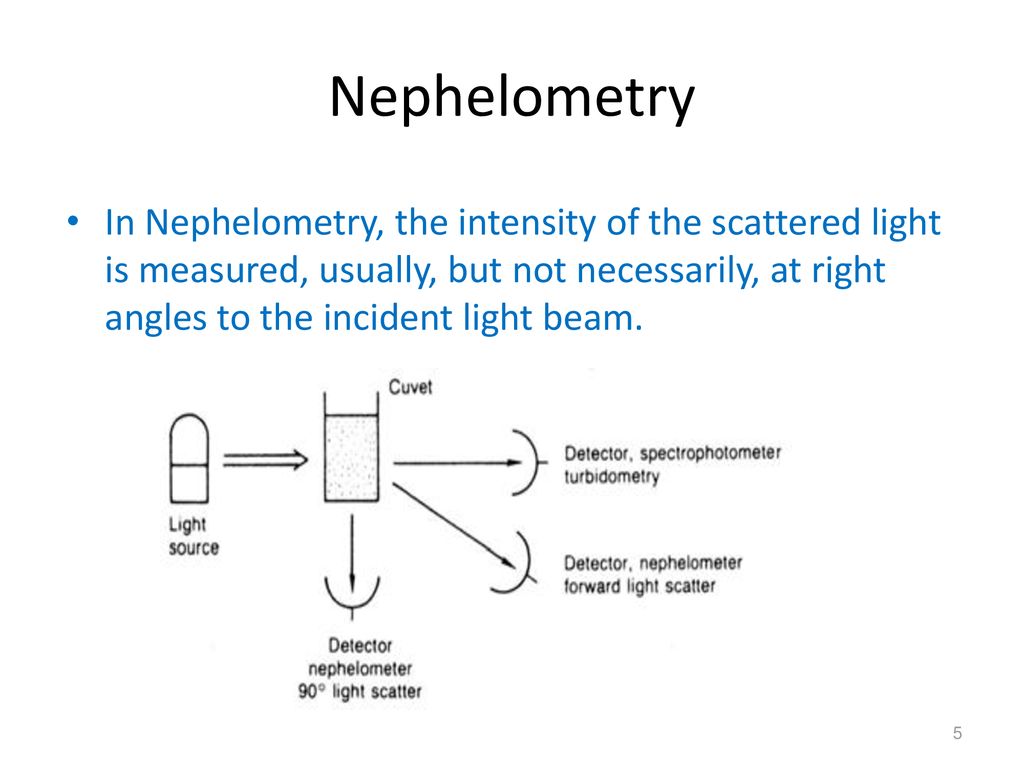 Nephelometry
• In Nephelometry, the intensity of the scattered light
is measured, usually, but not necessarily, at right
angles to the incident light beam.
Cuvet
Detector, spectrophotometer
turbidometry
Light
source
Detector, nephelometer
forward light scatter
Detector
nephelometer
90° light scatter
5